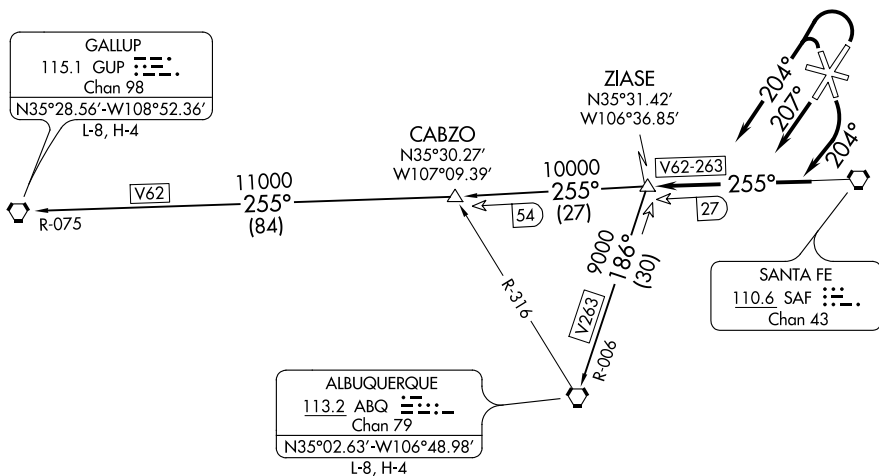 GALLUP
115.1 GUP
Chan 98
N35°28.56’-W108°52.36’
L-8, H-4
ZIASE
N35°31.42’
W106°36.85’
204°
207°
204°
CABZO
N35°30.27’
W107°09.39’
V62-263
255°
27
10000
255°
(27)
54
11000
V62
255°
(84)
R-075
9000
186°
(30)
V263
R-006
R-316
SANTA FE
110.6 SAF
Chan 43
ALBUQUERQUE
113.2 ABQ
Chan 79
N35°02.63’-W106°48.98’
L-8, H-4